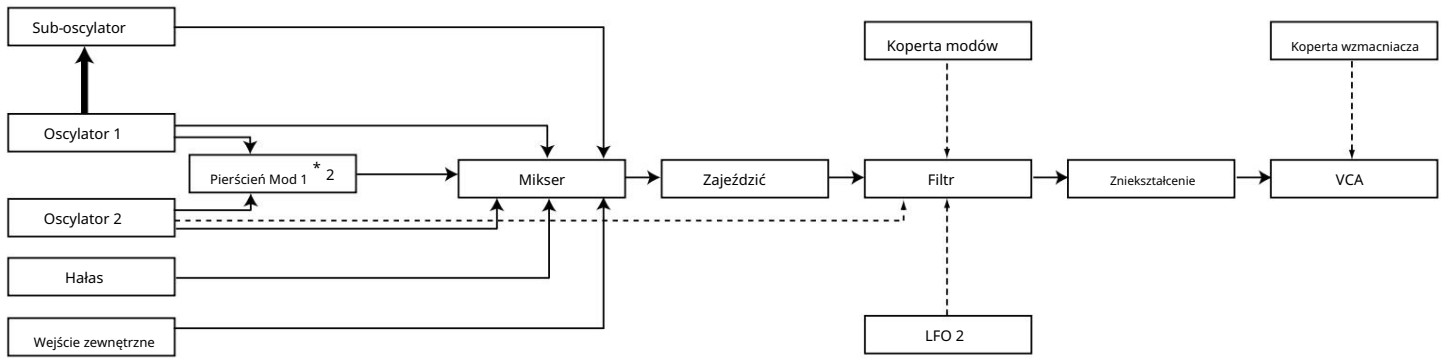 Sub-oscylator
Koperta modów
Koperta wzmacniacza
Oscylator 1
Pierścień Mod 1 * 2
Mikser
Zajeździć
Filtr
Zniekształcenie
VCA
Oscylator 2
Hałas
Wejście zewnętrzne
LFO 2